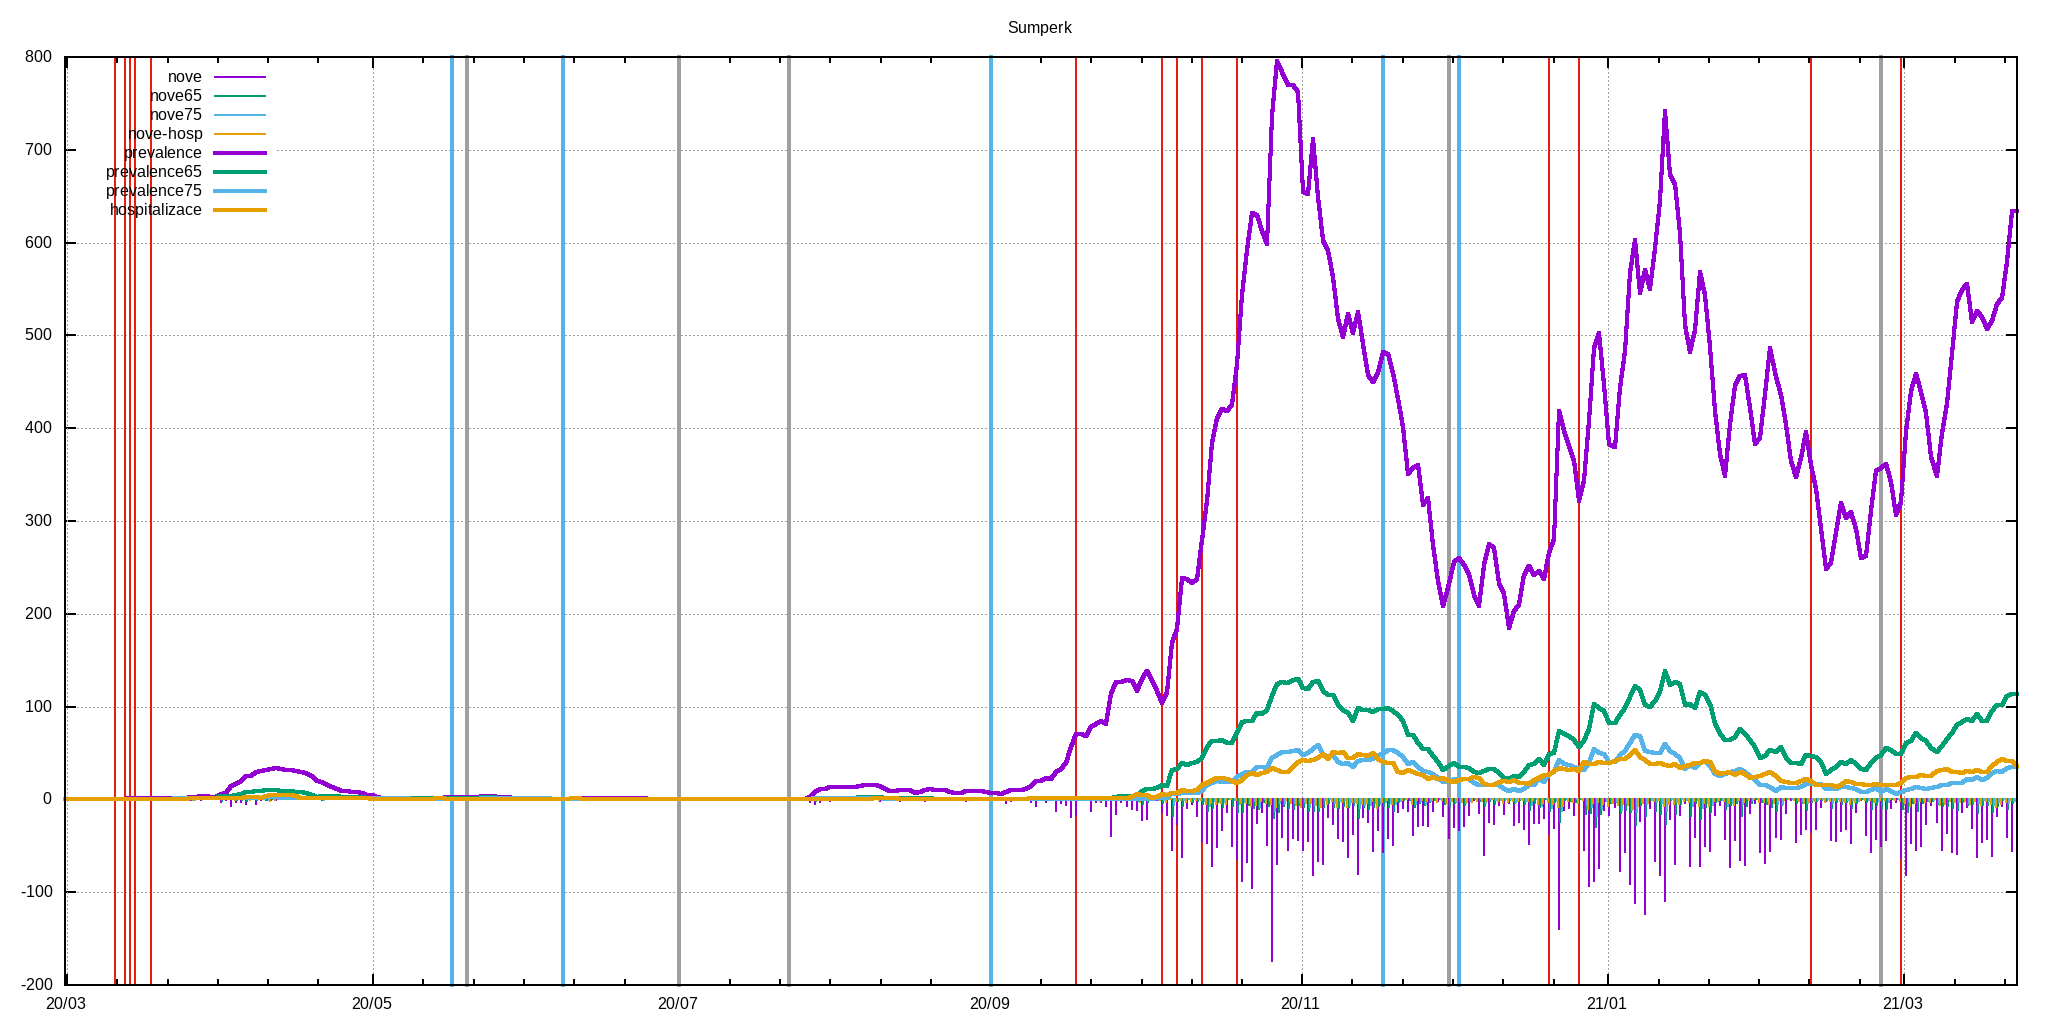 Sumperk
800
700
600
500
400
300
200
100
0
-100
-200
nove
nove65
nove75
nove-hosp
prevalence
prevalence65
prevalence75
hospitalizace
20/03 20/05 20/07 20/09 20/11 21/01 21/03